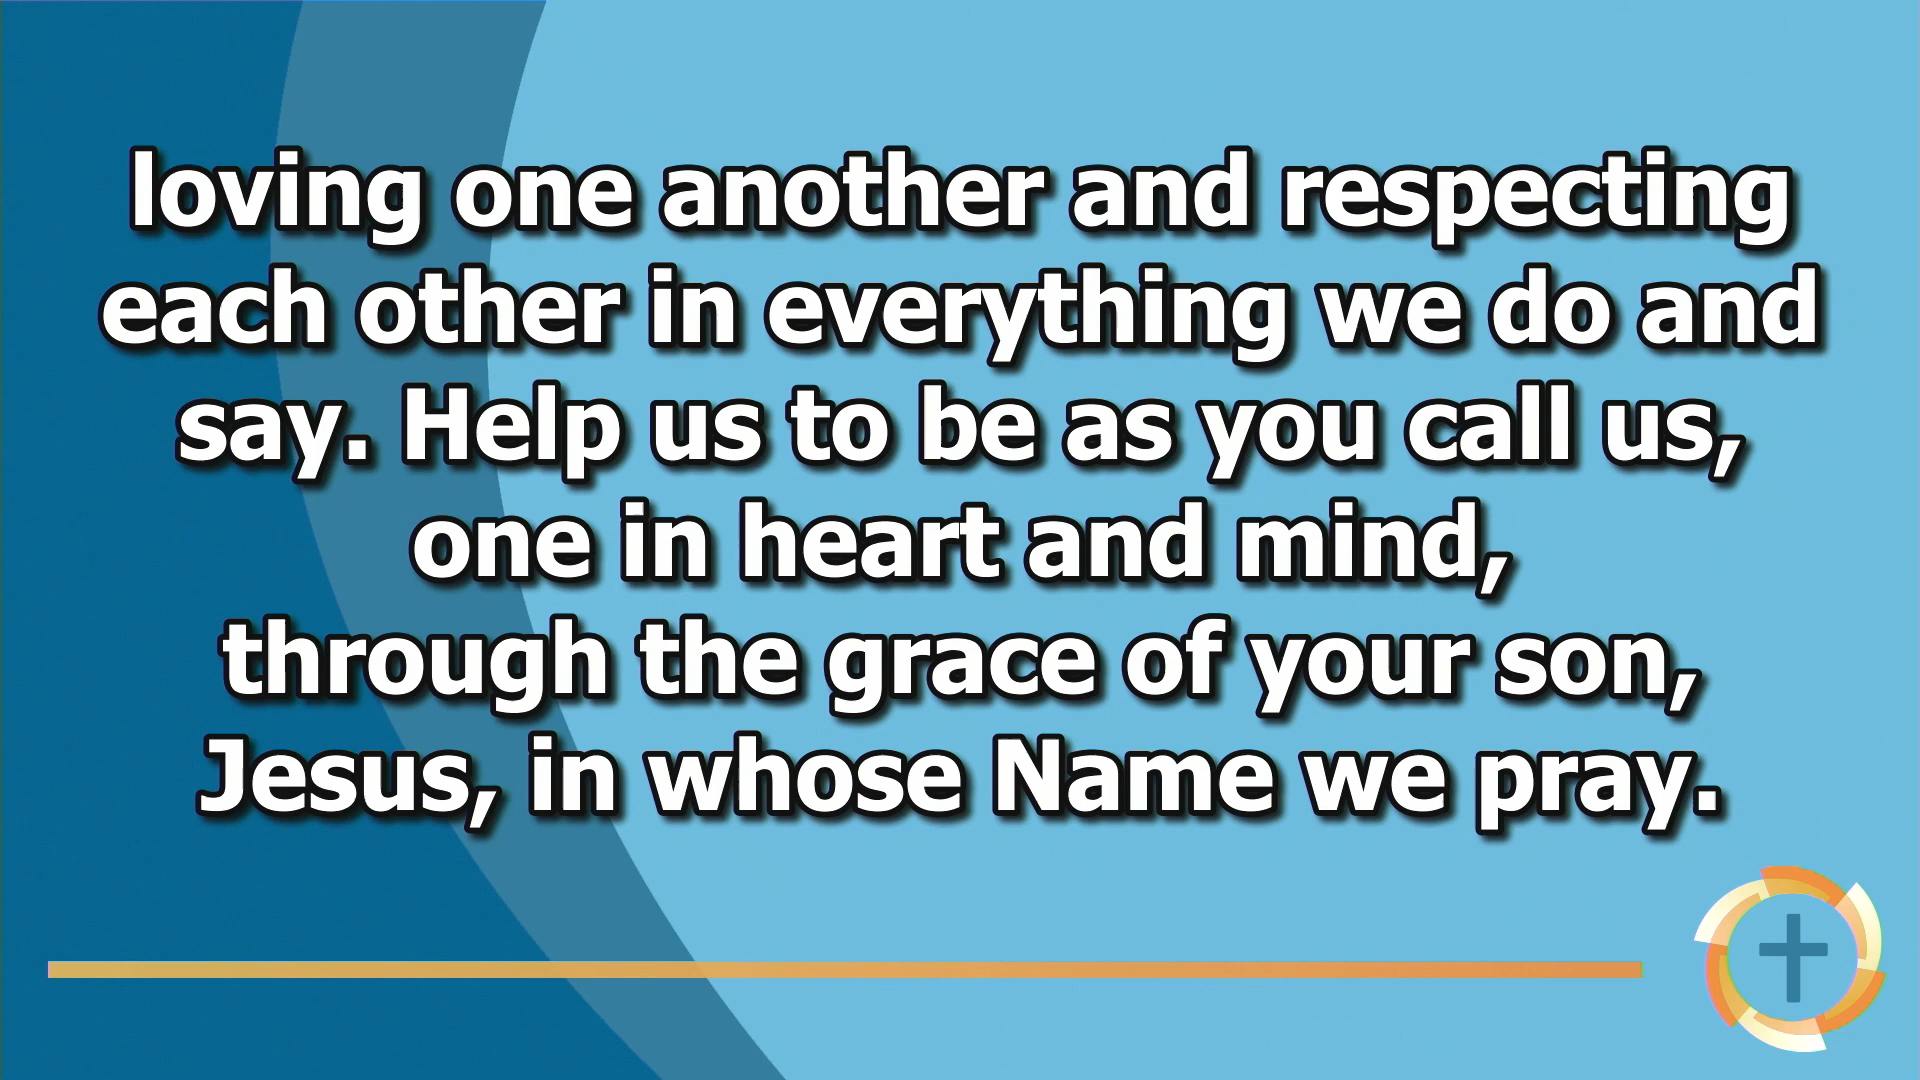 loving one another and respecting
each other in everything we do and
say. Help us to be as you call us,
one in heart and mind,
through the grace of your son,
Jesus, in whose Name we pray.